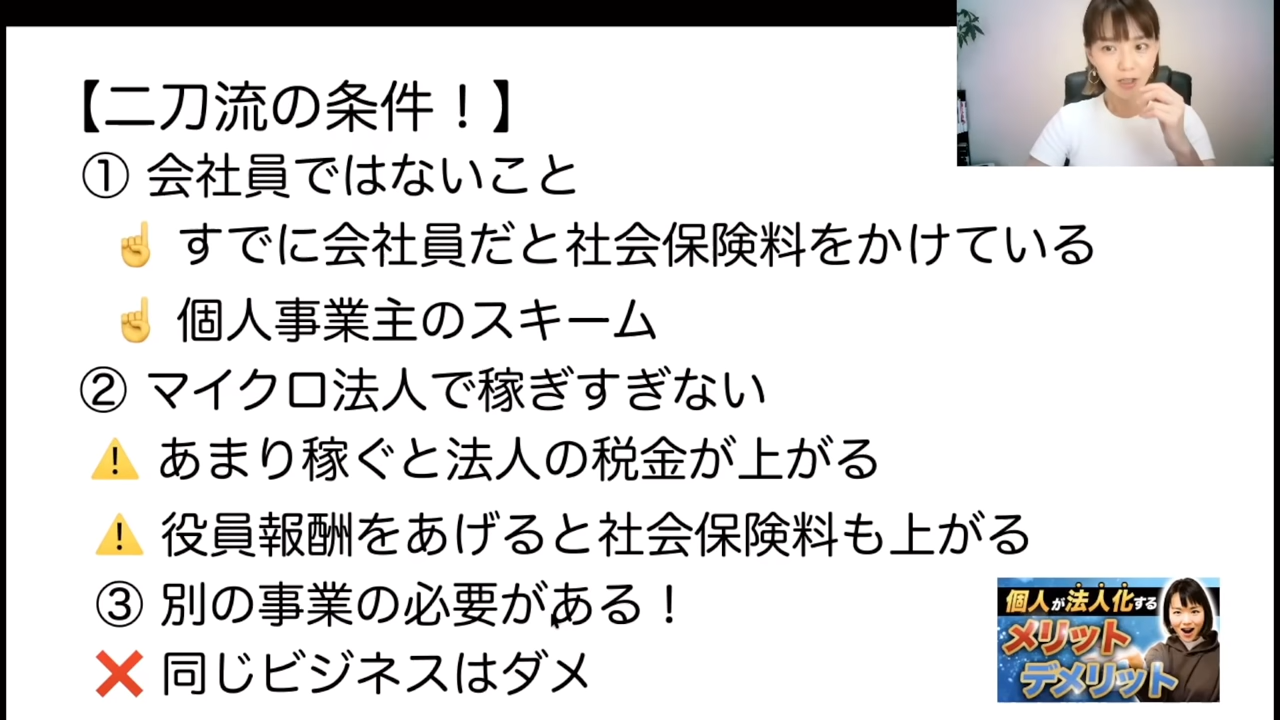 【二刀流の条件！】
① 会社員ではないこと
☝ すでに会社員だと社会保険料をかけている
☝ 個人事業主のスキーム
② マイクロ法人で稼ぎすぎない
⚠ あまり稼ぐと法人の税金が上がる
⚠ 役員報酬をあげると社会保険料も上がる
③ 別の事業の必要がある！
❌ 同じビジネスはダメ
個人が法人化する
メリット
デメリット